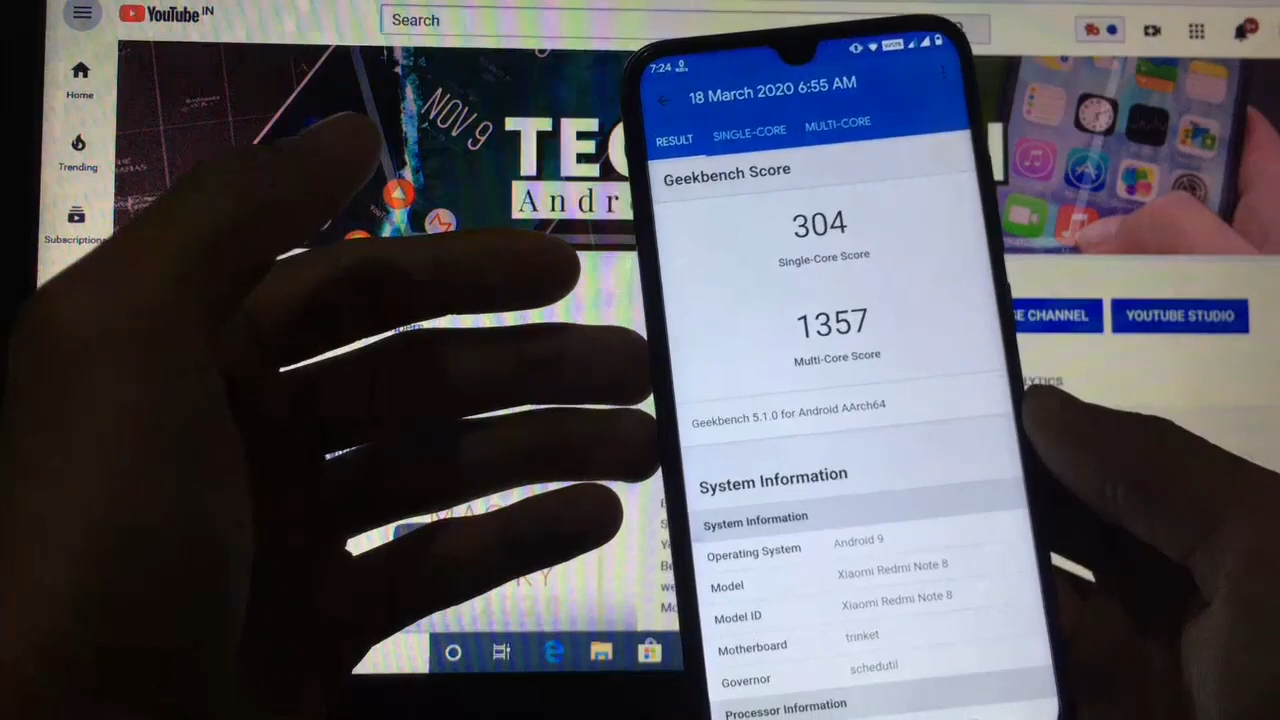 YouTube IN
Search
Home
Trending
Subscription
NOV 9
TE
Andr
CHANNEL
YOUTUBE STUDIO
LYTICS
7:24
18 March 2020 6:55 AM
RESULT SINGLE-CORE MULTI-CORE
Geekbench Score
304
Single-Core Score
1357
Multi-Core Score
Geekbench 5.1.0 for Android AArch64
System Information
System Information
Operating System Android 9
Model Xiaomi Redmi Note 8
Model ID Xiaomi Redmi Note 8
Motherboard trinket
Governor schedutil
Processor Information